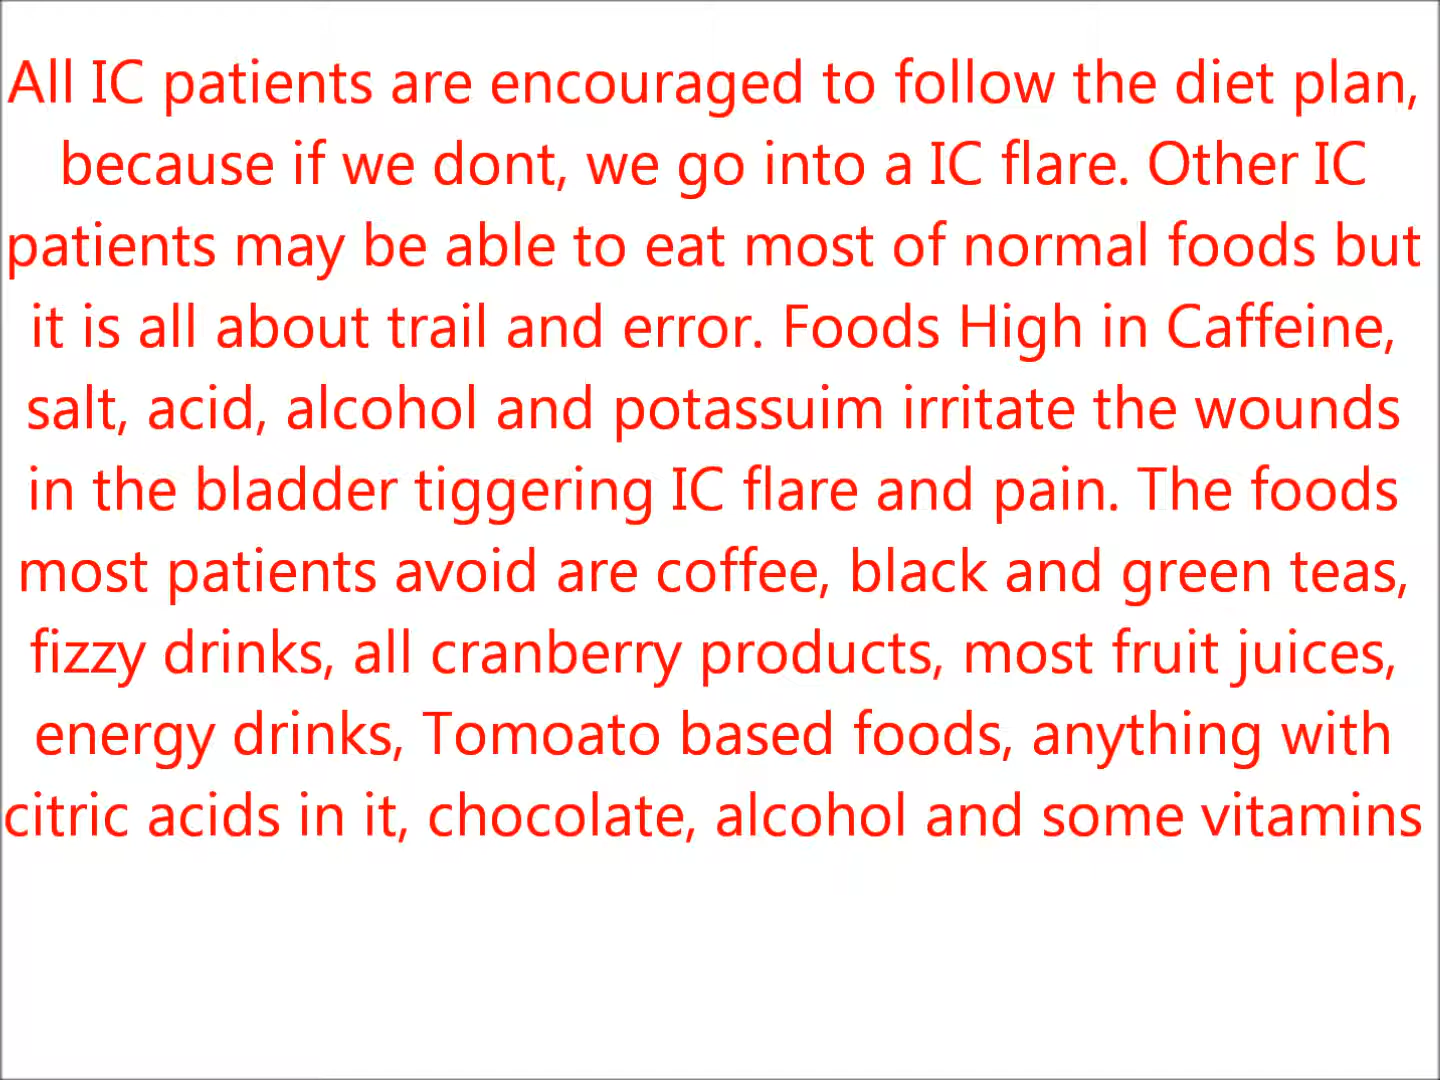 All IC patients are encouraged to follow the diet plan,
because if we dont, we go into a IC flare. Other IC
patients may be able to eat most of normal foods but
it is all about trail and error. Foods High in Caffeine,
salt, acid, alcohol and potassuim irritate the wounds
in the bladder tiggering IC flare and pain. The foods
most patients avoid are coffee, black and green teas,
fizzy drinks, all cranberry products, most fruit juices,
energy drinks, Tomoato based foods, anything with
citric acids in it, chocolate, alcohol and some vitamins